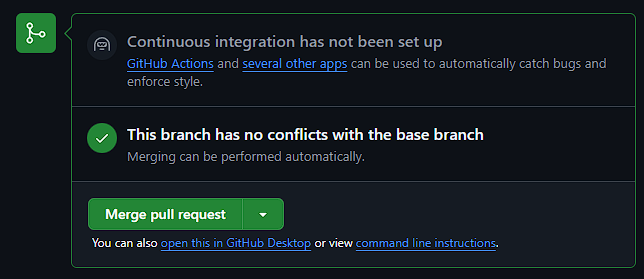 Continuous integration has not been set up
GitHub Actions and several other apps can be used to automatically catch bugs and
enforce style.
This branch has no conflicts with the base branch
Merging can be performed automatically.
Merge pull request
You can also open this in GitHub Desktop or view command line instructions.